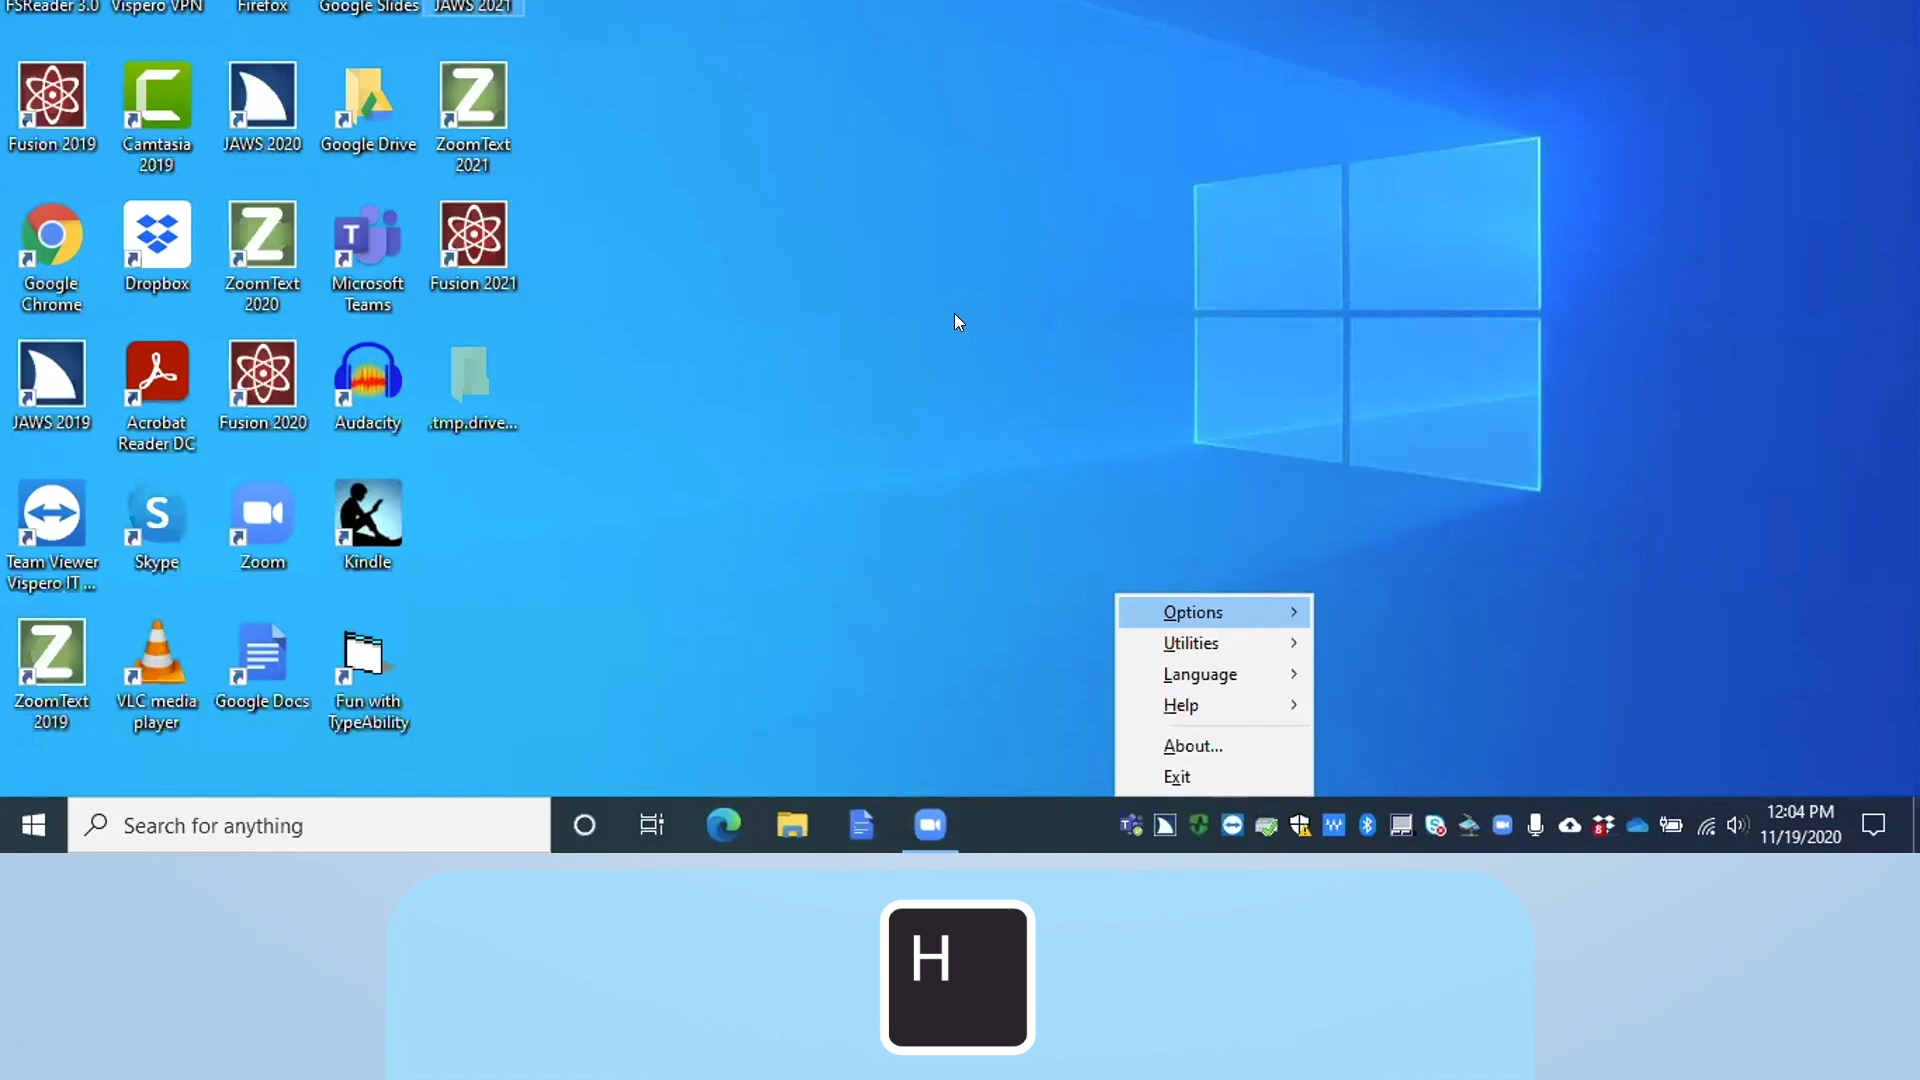 FSReader 3.0
Vispero VPN
Firefox
Google Slides
JAWS 2021
Fusion 2019
Camtasia
2019
JAWS 2020
Google Drive
ZoomText
2021
Google
Chrome
Dropbox
ZoomText
2020
Microsoft
Teams
Fusion 2021
JAWS 2019
Acrobat
Reader DC
Fusion 2020
Audacity
.tmp.drive...
Team Viewer
Vispero IT ...
Skype
Zoom
Kindle
ZoomText
2019
VLC media
player
Google Docs
Fun with
TypeAbility
Options
Utilities
Language
Help
About...
Exit
Search for anything
12:04 PM
11/19/2020
H